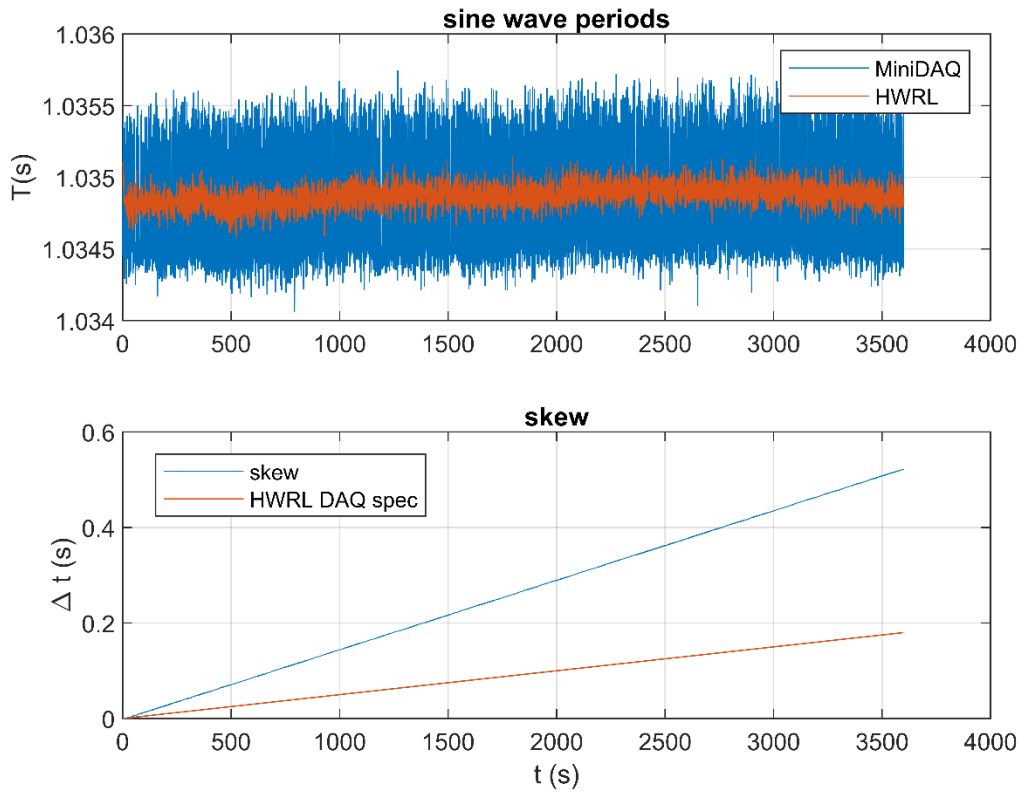 sine wave periods
1.036
1.0355
1.035
1.0345
1.034
T(s)
MiniDAQ
HWRL
0 500 1000 1500 2000 2500 3000 3500 4000
skew
0.6
0.4
0.2
0
Δ t (s)
skew
HWRL DAQ spec
0 500 1000 1500 2000 2500 3000 3500 4000
t (s)